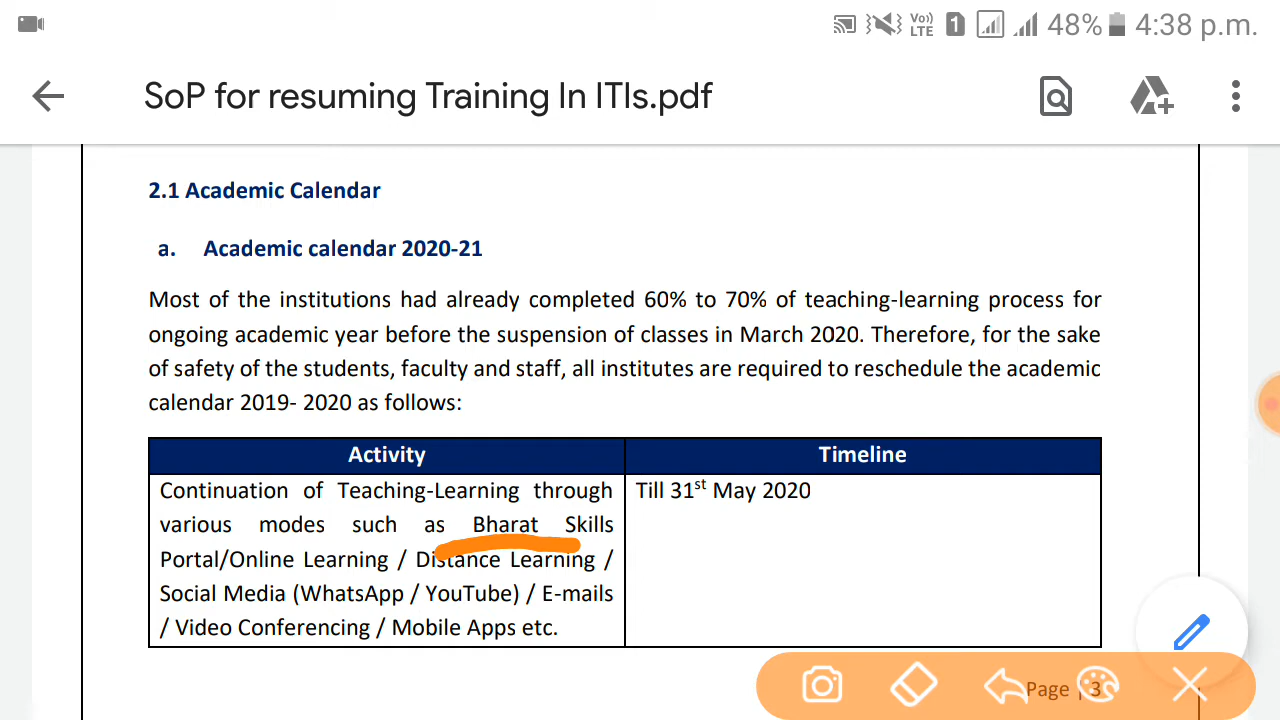 Vo)) LTE 1 48% 4:38 p.m.
SoP for resuming Training In ITIs.pdf
2.1 Academic Calendar
a. Academic calendar 2020-21
Most of the institutions had already completed 60% to 70% of teaching-learning process for
ongoing academic year before the suspension of classes in March 2020. Therefore, for the sake
of safety of the students, faculty and staff, all institutes are required to reschedule the academic
calendar 2019- 2020 as follows:
Activity Timeline
Continuation of Teaching-Learning through Till 31st May 2020
various modes such as Bharat Skills
Portal/Online Learning / Distance Learning /
Social Media (WhatsApp / YouTube) / E-mails
/ Video Conferencing / Mobile Apps etc.
Page | 3